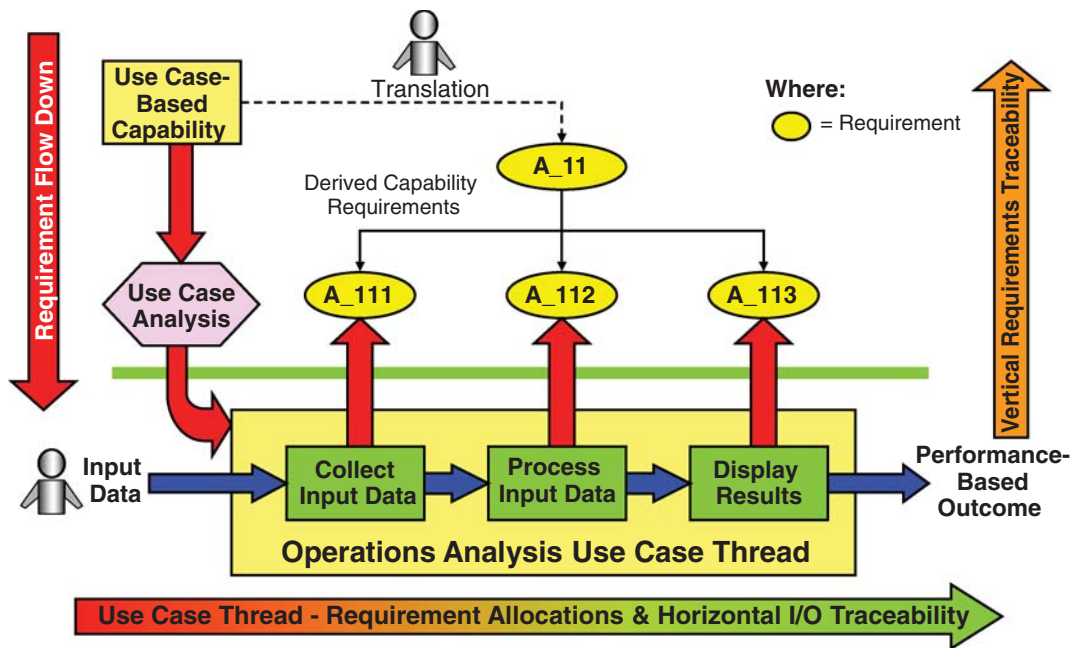 Requirement Flow Down
Use Case-
Based
Capability
Translation
Where:
= Requirement
A_11
Derived Capability
Requirements
Use Case
Analysis
A_111
A_112
A_113
Vertical Requirements Traceability
Input
Data
Collect
Input Data
Process
Input Data
Display
Results
Performance-
Based
Outcome
Operations Analysis Use Case Thread
Use Case Thread - Requirement Allocations & Horizontal I/O Traceability